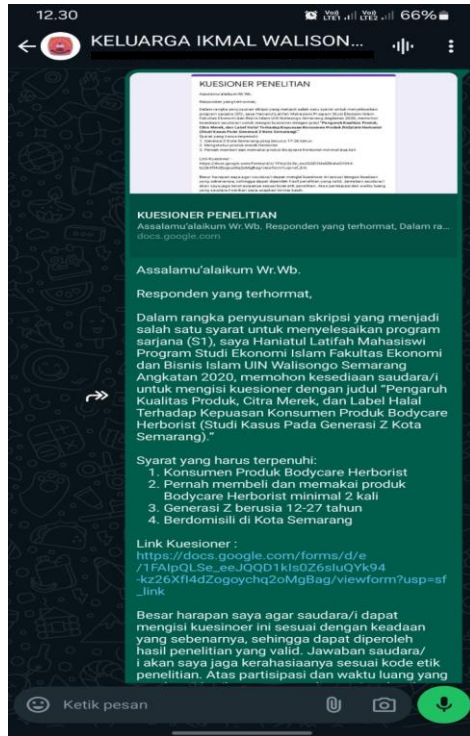 12.30
Vo))
LTE1
Vo))
LTE2
66%
KELUARGA IKMAL WALISON...
KUESIONER PENELITIAN
KUESIONER PENELITIAN
Assalamu'alaikum Wr.Wb. Responden yang terhormat, Dalam ra...
docs.google.com
Assalamu'alaikum Wr.Wb.
Responden yang terhormat,
Dalam rangka penyusunan skripsi yang menjadi
salah satu syarat untuk menyelesaikan program
sarjana (S1), saya Haniatul Latifah Mahasiswi
Program Studi Ekonomi Islam Fakultas Ekonomi
dan Bisnis Islam UIN Walisongo Semarang
Angkatan 2020, memohon kesediaan saudara/i
untuk mengisi kuesioner dengan judul "Pengaruh
Kualitas Produk, Citra Merek, dan Label Halal
Terhadap Kepuasan Konsumen Produk Bodycare
Herborist (Studi Kasus Pada Generasi Z Kota
Semarang)."
Syarat yang harus terpenuhi:
1. Konsumen Produk Bodycare Herborist
2. Pernah membeli dan memakai produk
Bodycare Herborist minimal 2 kali
3. Generasi Z berusia 12-27 tahun
4. Berdomisili di Kota Semarang
Link Kuesioner :
https://docs.google.com/forms/d/e
/1FAIpQLSe_eeJQQD1kIs0Z6sluQYk94
-kz26XfI4dZogoychq2oMgBag/viewform?usp=sf
_link
Besar harapan saya agar saudara/i dapat
mengisi kuesinoer ini sesuai dengan keadaan
yang sebenarnya, sehingga dapat diperoleh
hasil penelitian yang valid. Jawaban saudara/
i akan saya jaga kerahasiaanya sesuai kode etik
penelitian. Atas partisipasi dan waktu luang yang
Ketik pesan